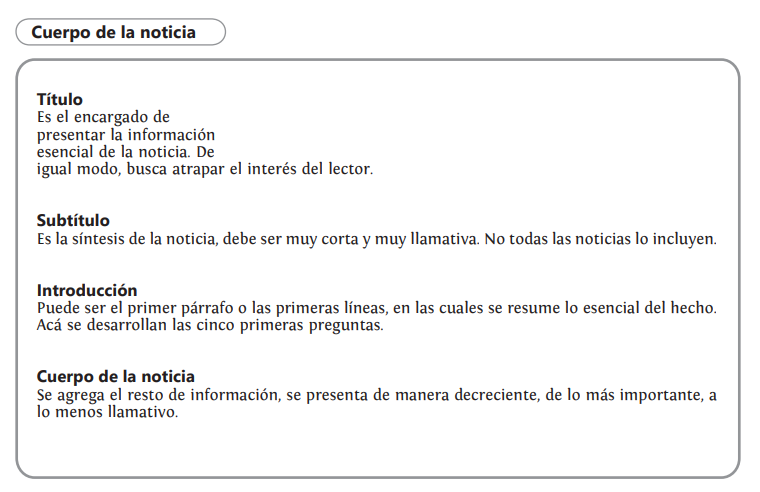 Cuerpo de la noticia
Título
Es el encargado de
presentar la información
esencial de la noticia. De
igual modo, busca atrapar el interés del lector.
Subtítulo
Es la síntesis de la noticia, debe ser muy corta y muy llamativa. No todas las noticias lo incluyen.
Introducción
Puede ser el primer párrafo o las primeras líneas, en las cuales se resume lo esencial del hecho.
Acá se desarrollan las cinco primeras preguntas.
Cuerpo de la noticia
Se agrega el resto de información, se presenta de manera decreciente, de lo más importante, a
lo menos llamativo.